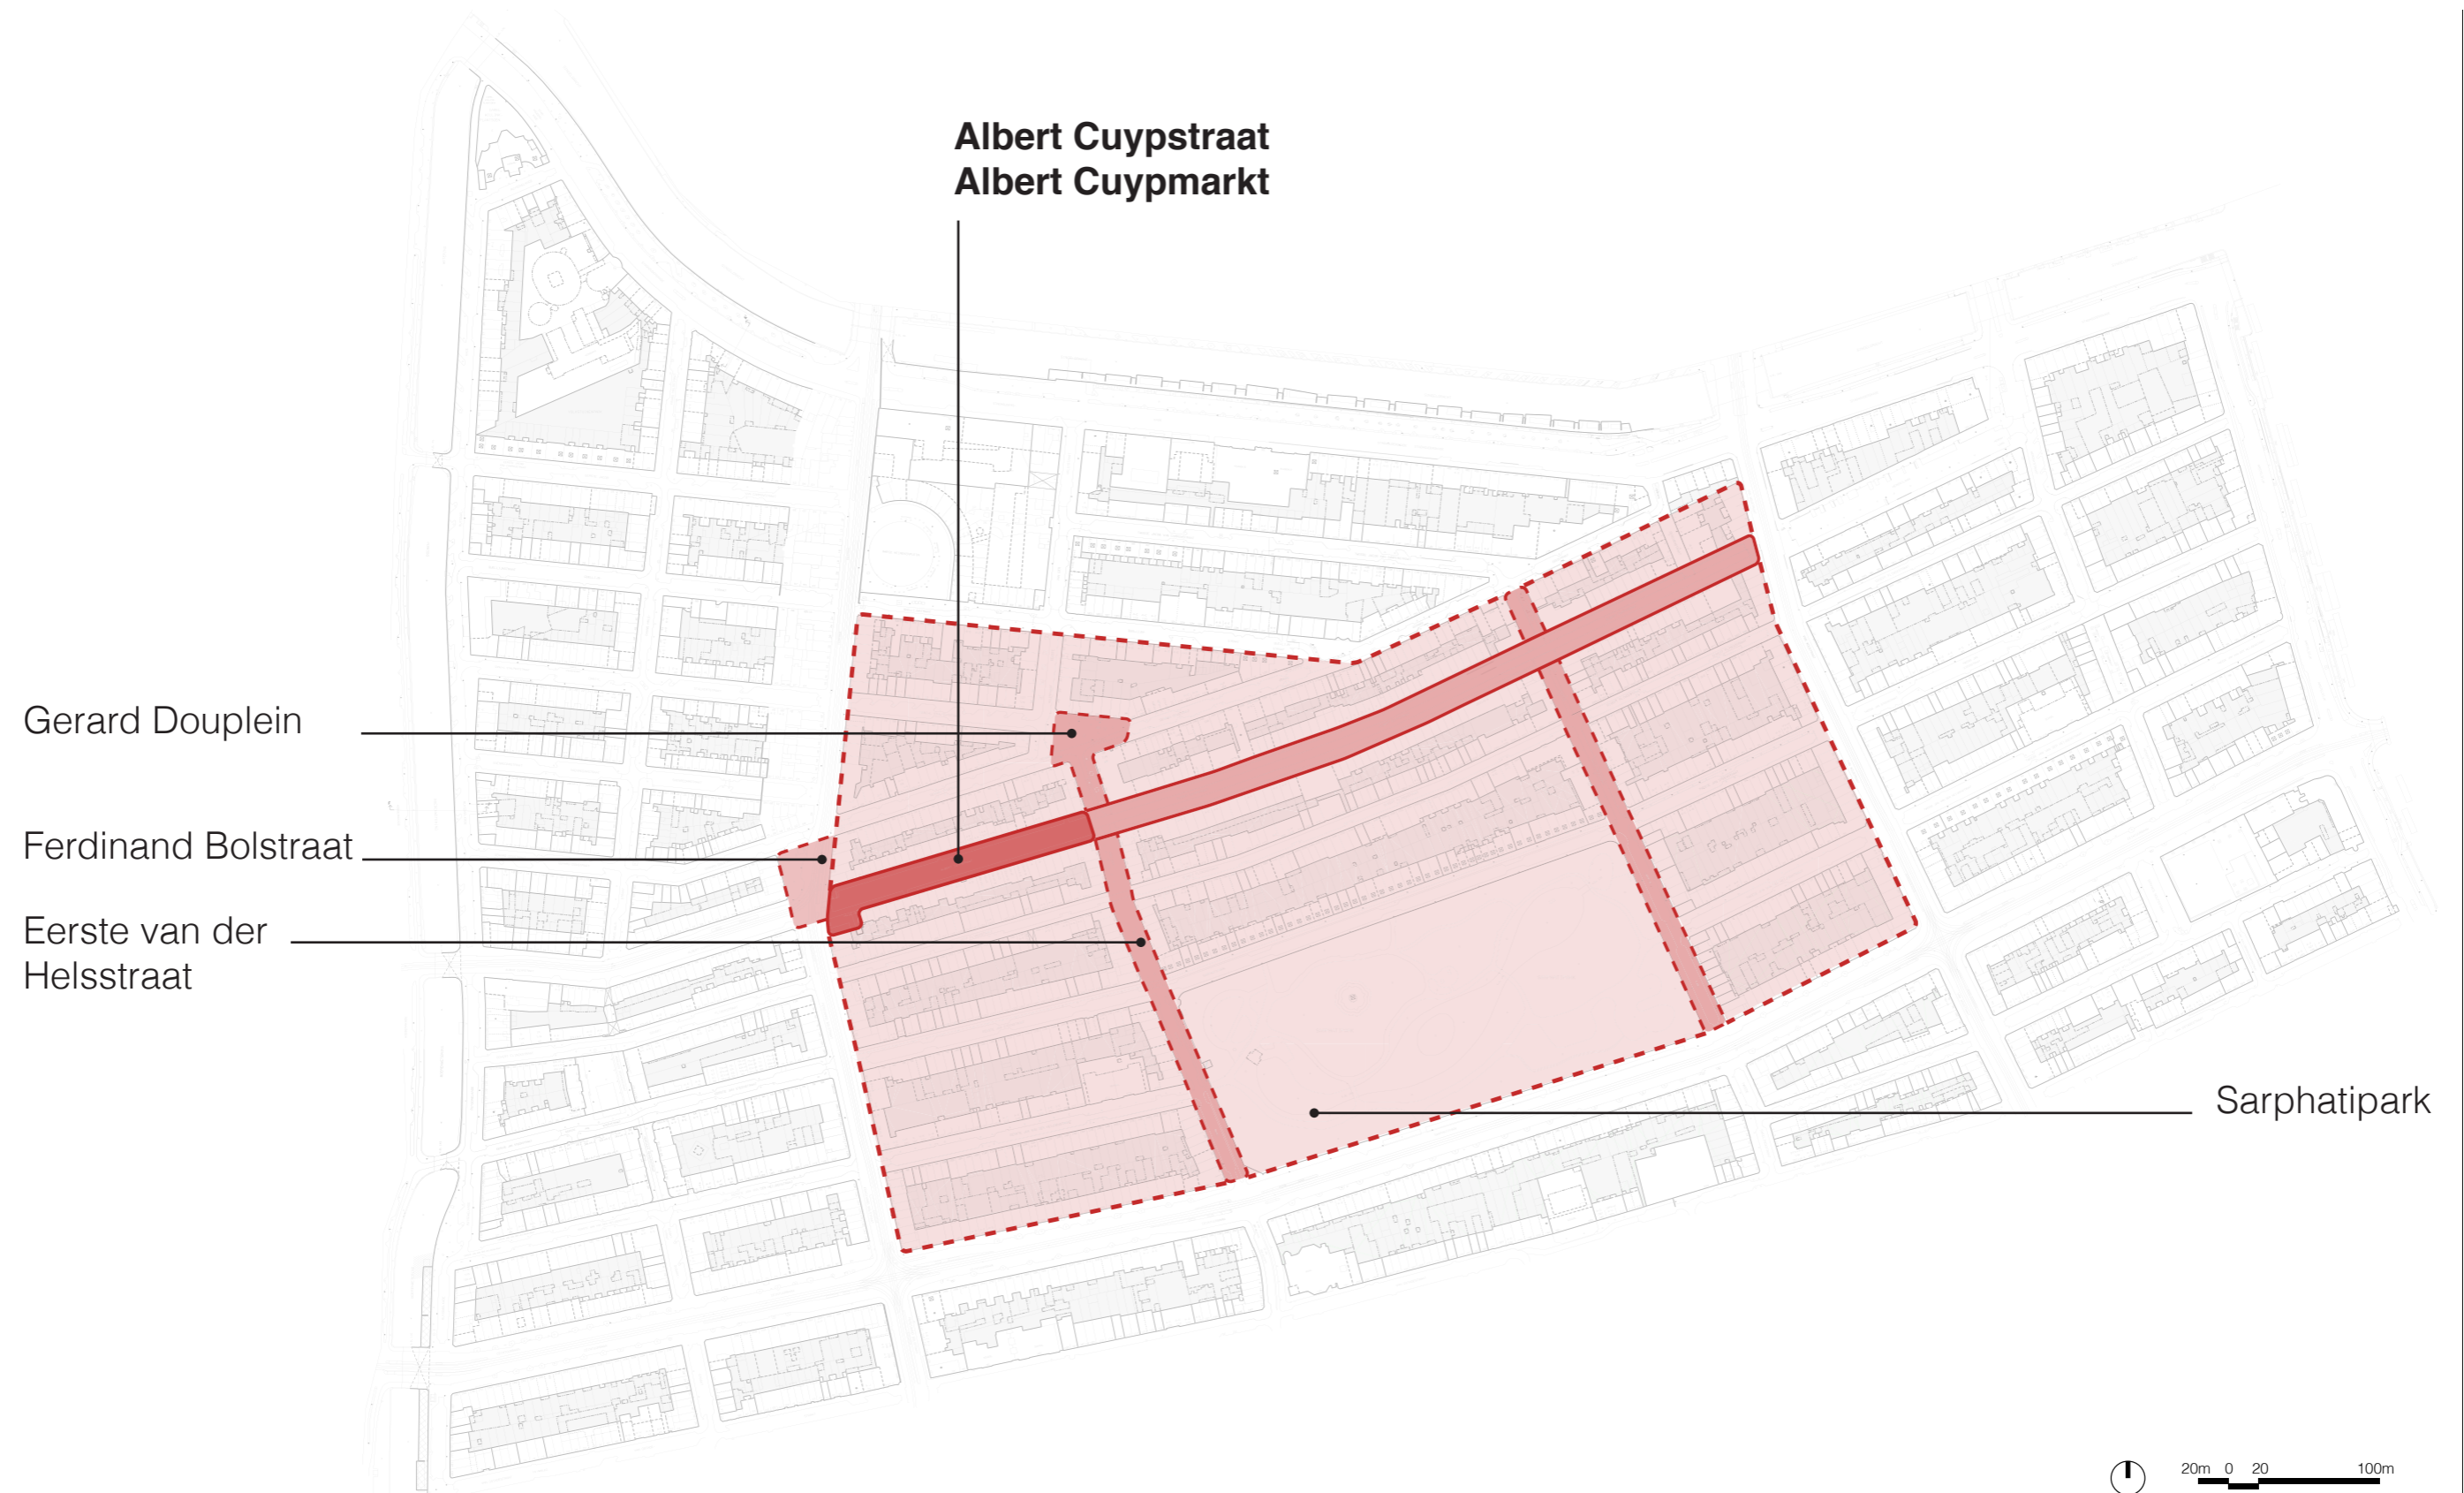 Albert Cuypstraat
Albert Cuypmarkt
Gerard Douplein
Ferdinand Bolstraat
Eerste van der
Helsstraat
Sarphatipark
20m 0 20 100m